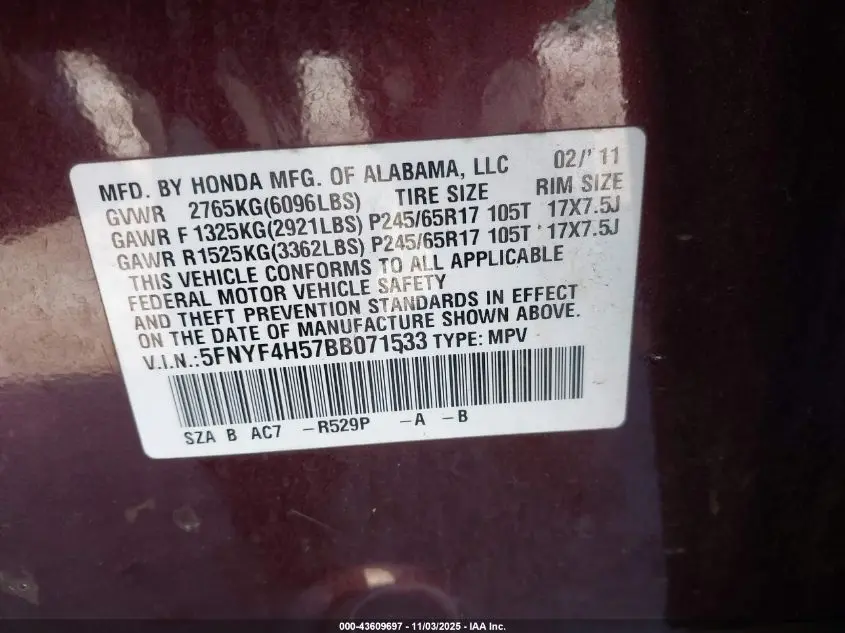 MFD. BY HONDA MFG. OF ALABAMA, LLC 02/'11
GVWR 2765KG(6096LBS) TIRE SIZE RIM SIZE
GAWR F 1325KG(2921LBS) P245/65R17 105T 17X7.5J
GAWR R1525KG(3362LBS) P245/65R17 105T 17X7.5J
THIS VEHICLE CONFORMS TO ALL APPLICABLE
FEDERAL MOTOR VEHICLE SAFETY
AND THEFT PREVENTION STANDARDS IN EFFECT
ON THE DATE OF MANUFACTURE SHOWN ABOVE.
V.I.N.:5FNYF4H57BB071533 TYPE: MPV
SZA B AC7 -R529P -A -B
000-43609697 - 11/03/2025 - IAA Inc.